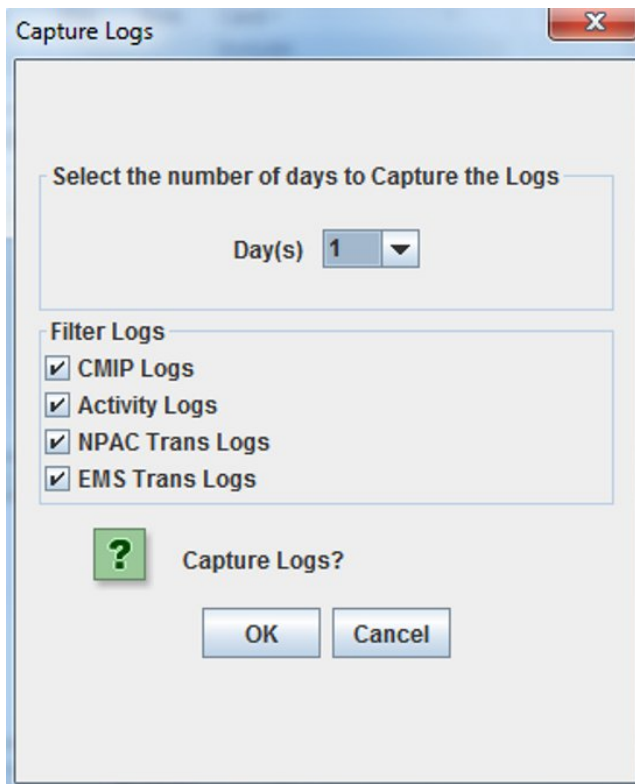 Capture Logs
Select the number of days to Capture the Logs
Day(s) 1
Filter Logs
CMIP Logs
Activity Logs
NPAC Trans Logs
EMS Trans Logs
? Capture Logs?
OK Cancel